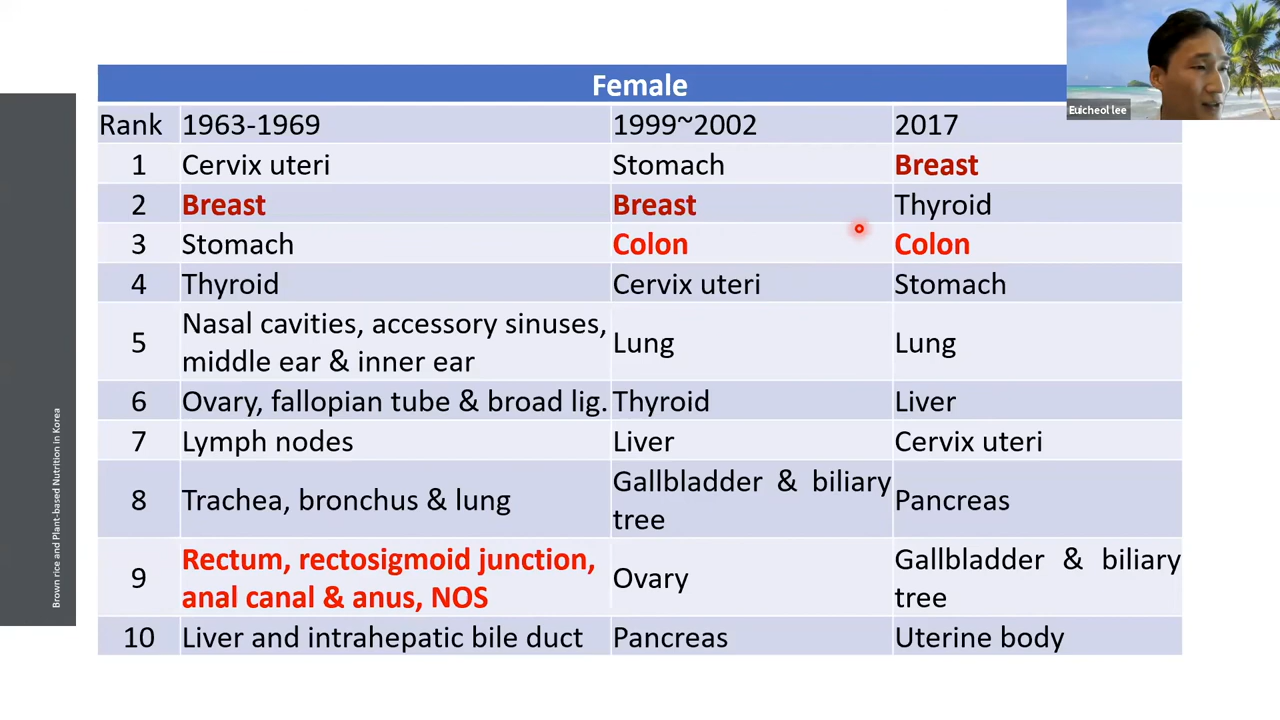 Female
Rank 1963-1969 1999~2002 2017
1 Cervix uteri Stomach Breast
2 Breast Breast Thyroid
3 Stomach Colon Colon
4 Thyroid Cervix uteri Stomach
5 Nasal cavities, accessory sinuses, middle ear & inner ear Lung Lung
6 Ovary, fallopian tube & broad lig. Thyroid Liver
7 Lymph nodes Liver Cervix uteri
8 Trachea, bronchus & lung Gallbladder & biliary tree Pancreas
9 Rectum, rectosigmoid junction, anal canal & anus, NOS Ovary Gallbladder & biliary tree
10 Liver and intrahepatic bile duct Pancreas Uterine body
Brown rice and Plant-based Nutrition in Korea
Euicheol lee